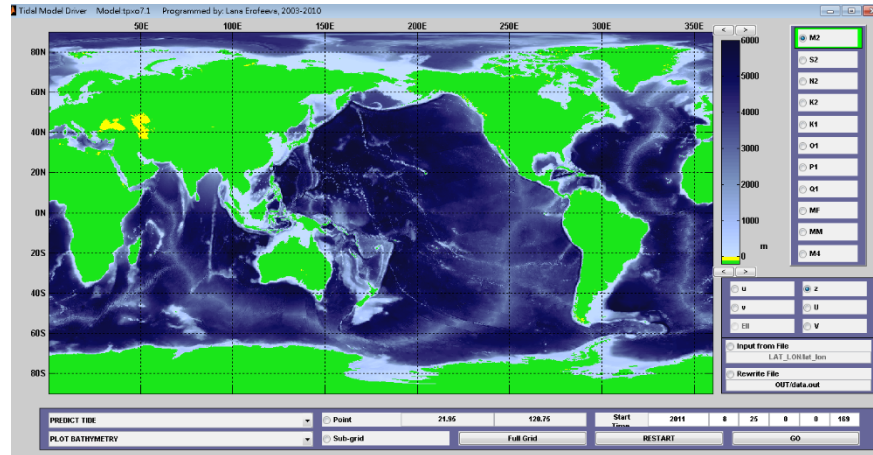 Tidal Model Driver Model:tpxo7.1 Programmed by: Lana Erofeeva, 2003-2010
50E 100E 150E 200E 250E 300E 350E
80N
60N
40N
20N
0N
20S
40S
60S
80S
< >
6000
5000
4000
3000
2000
1000
m
0
< >
M2
S2
N2
K2
K1
O1
P1
Q1
MF
MM
M4
u z
v U
Ell V
Input from File
LAT_LON/lat_lon
Rewrite File
OUT/data.out
PREDICT TIDE Point 21.95 120.75 Start Time 2011 8 25 0 0 169
PLOT BATHYMETRY Sub-grid Full Grid RESTART GO